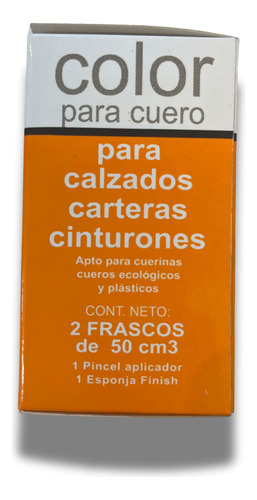 color
para cuero
para
calzados
carteras
cinturones
Apto para cuerinas
cueros ecológicos
y plásticos
CONT. NETO:
2 FRASCOS
de 50 cm3
1 Pincel aplicador
1 Esponja Finish